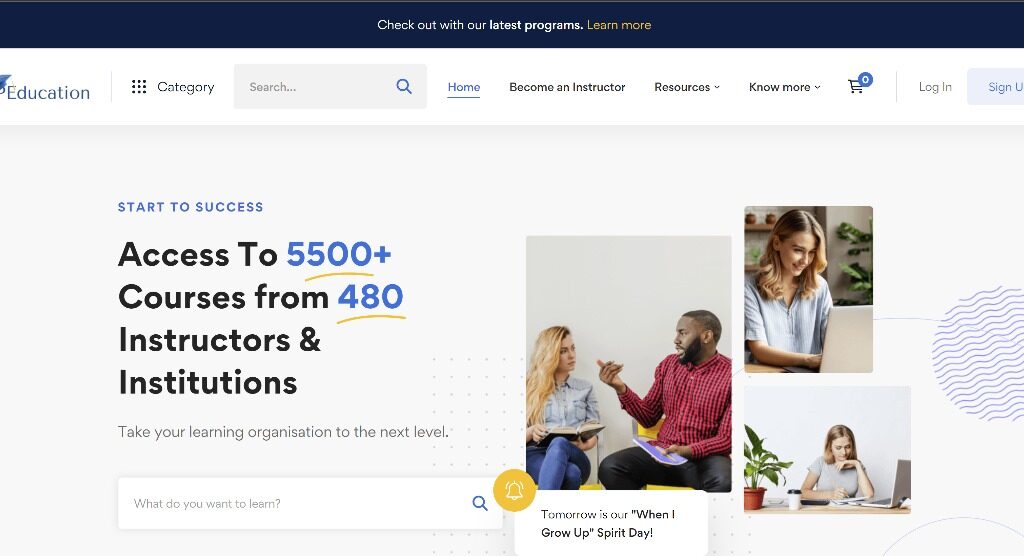 Check out with our latest programs. Learn more
Education
Category
Search...
Home
Become an Instructor
Resources
Know more
0
Log In
Sign U
START TO SUCCESS
Access To 5500+
Courses from 480
Instructors &
Institutions
Take your learning organisation to the next level.
What do you want to learn?
Tomorrow is our "When I
Grow Up" Spirit Day!